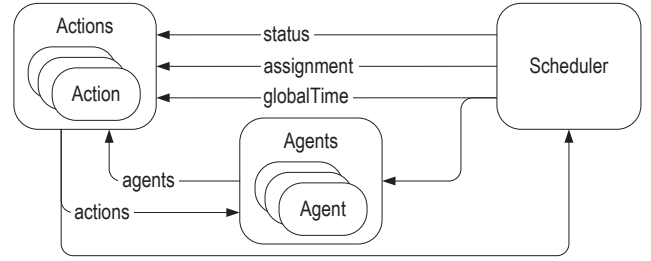 Actions
status
assignment
Scheduler
Action
globalTime
Agents
agents
actions
Agent